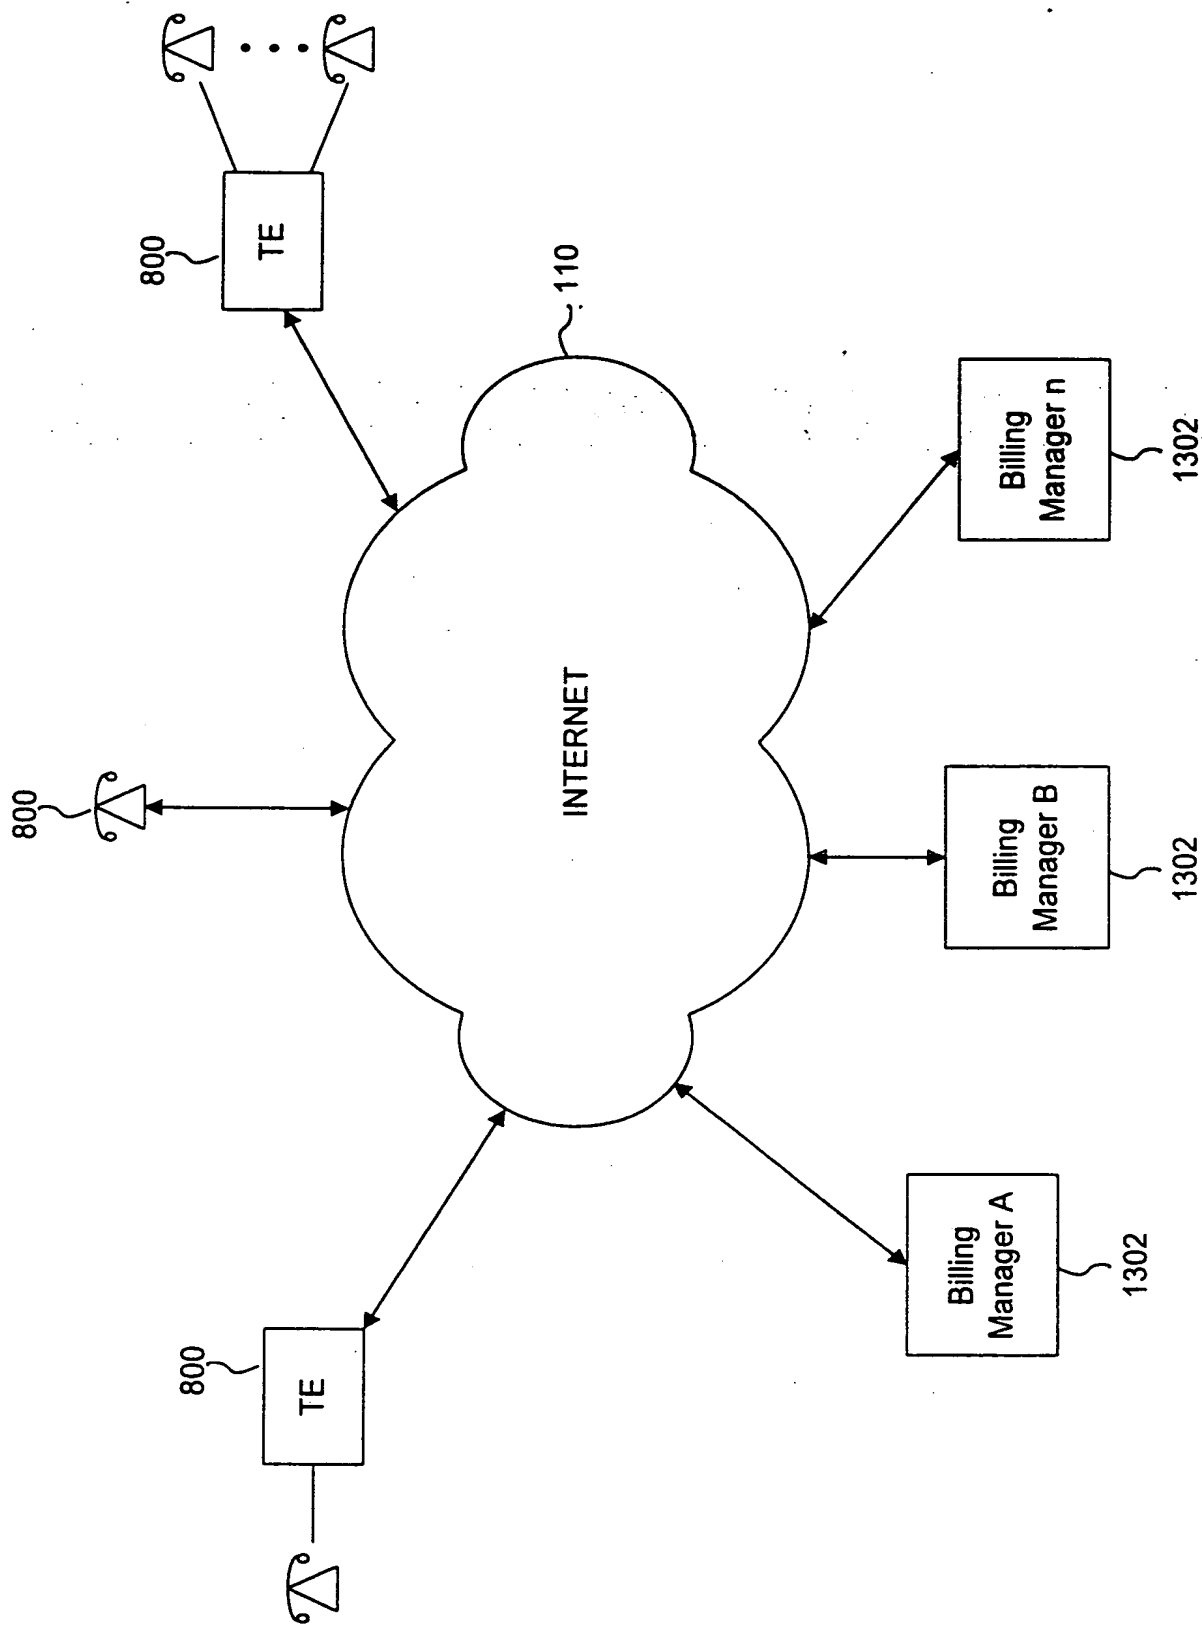 800
800
TE
800
TE
110
INTERNET
Billing
Manager A
1302
Billing
Manager B
1302
Billing
Manager n
1302